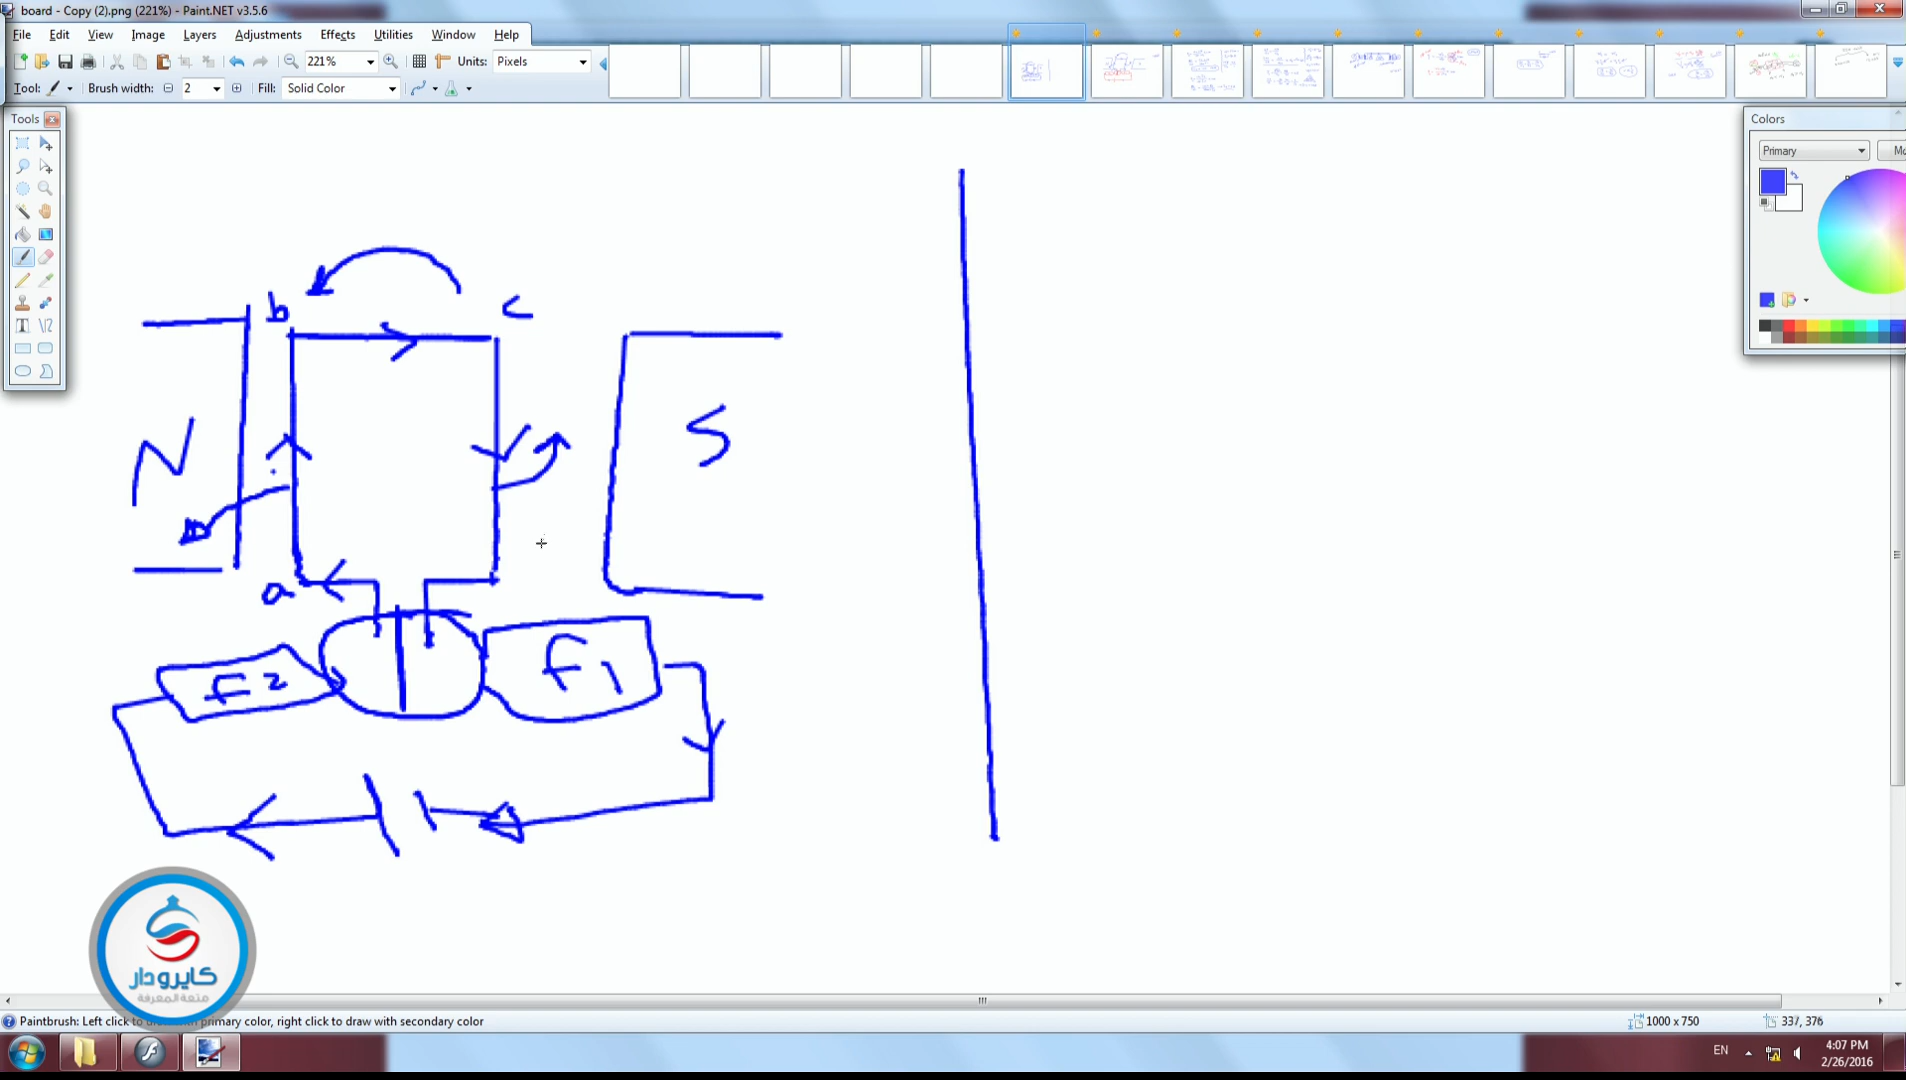 board - Copy (2).png (221%) - Paint.NET v3.5.6
File Edit View Image Layers Adjustments Effects Utilities Window Help
221% Units: Pixels
Tool: Brush width: 2 Fill: Solid Color
Tools
Colors
Primary
b c
N S
a
F2 F1
كايرودار
متعة المعرفة
Paintbrush: Left click to draw with primary color, right click to draw with secondary color
1000 x 750
337, 376
EN
4:07 PM
2/26/2016